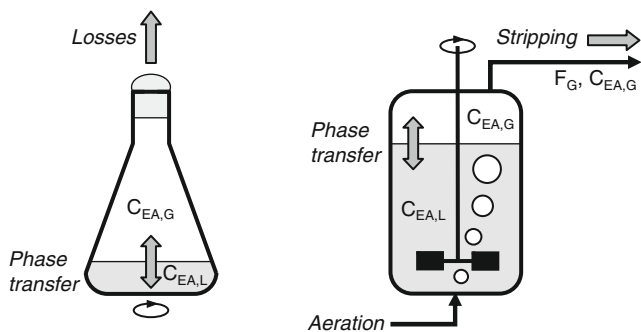 Losses
C_EA,G
Phase
transfer
C_EA,L
Stripping
F_G, C_EA,G
Phase
transfer
C_EA,G
C_EA,L
Aeration